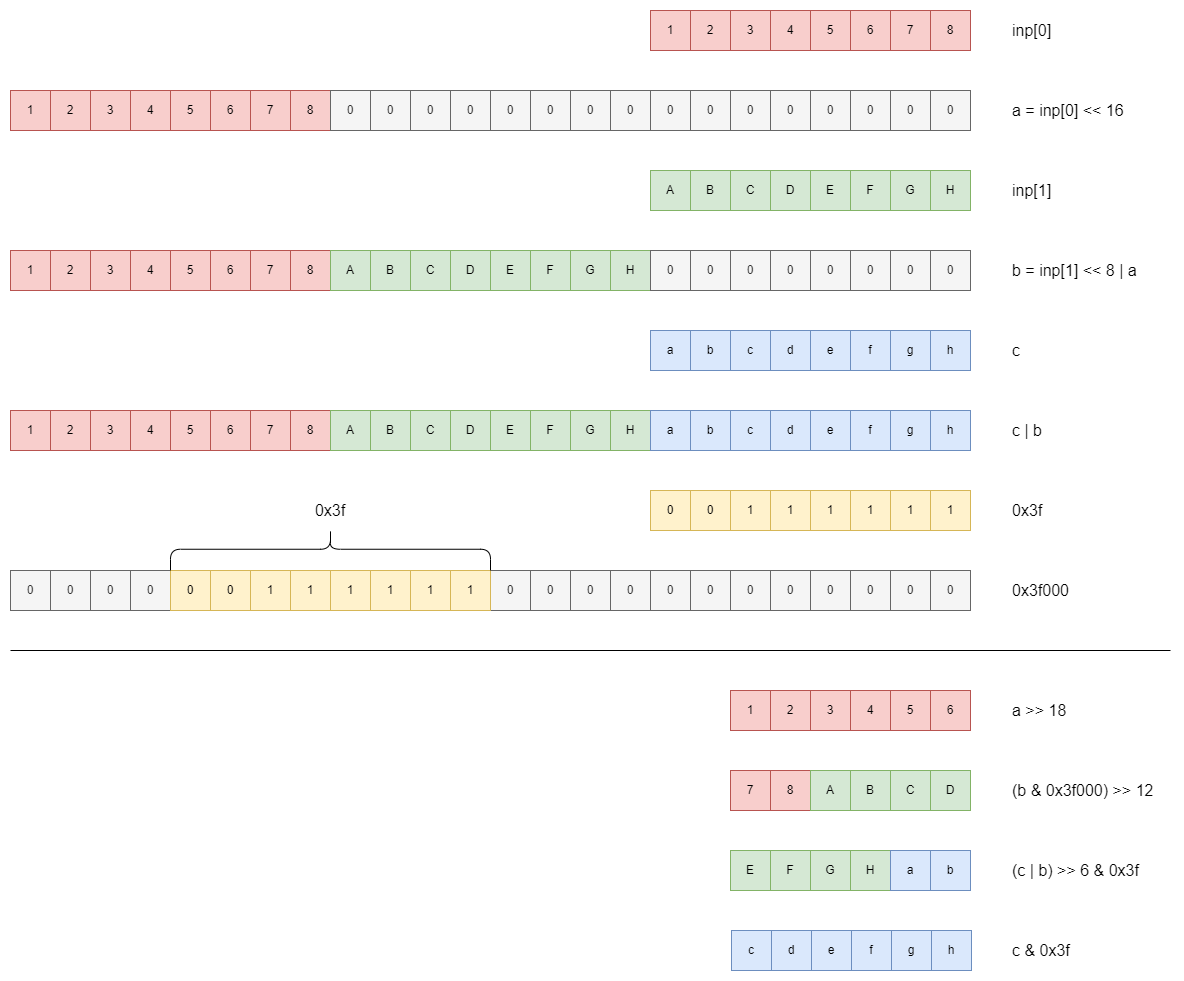 1 2 3 4 5 6 7 8 inp[0]
1 2 3 4 5 6 7 8 0 0 0 0 0 0 0 0 0 0 0 0 0 0 0 0 a = inp[0] << 16
A B C D E F G H inp[1]
1 2 3 4 5 6 7 8 A B C D E F G H 0 0 0 0 0 0 0 0 b = inp[1] << 8 | a
a b c d e f g h c
1 2 3 4 5 6 7 8 A B C D E F G H a b c d e f g h c | b
0x3f 0 0 1 1 1 1 1 1 0x3f
0 0 0 0 0 0 1 1 1 1 1 1 0 0 0 0 0 0 0 0 0 0 0 0 0x3f000
1 2 3 4 5 6 a >> 18
7 8 A B C D (b & 0x3f000) >> 12
E F G H a b (c | b) >> 6 & 0x3f
c d e f g h c & 0x3f